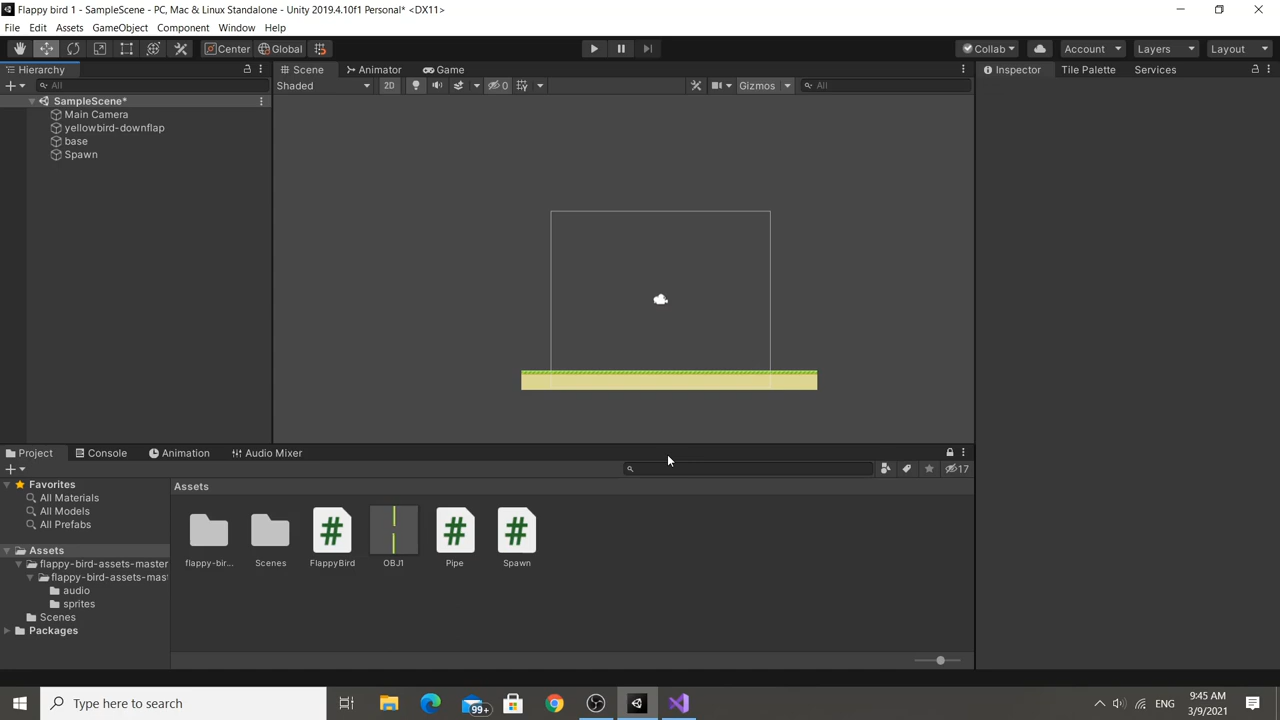 Flappy bird 1 - SampleScene - PC, Mac & Linux Standalone - Unity 2019.4.10f1 Personal* <DX11>
File Edit Assets GameObject Component Window Help
Center Global Collab Account Layers Layout
Hierarchy Scene Animator Game Inspector Tile Palette Services
All Shaded 2D 0 Gizmos All
SampleScene*
Main Camera
yellowbird-downflap
base
Spawn
Project Console Animation Audio Mixer
17
Favorites Assets
All Materials
All Models
All Prefabs
Assets
flappy-bird-assets-master
flappy-bird-assets-mas
audio
sprites
Scenes
Packages
flappy-bir... Scenes FlappyBird OBJ1 Pipe Spawn
Type here to search 99+ ENG 9:45 AM
3/9/2021